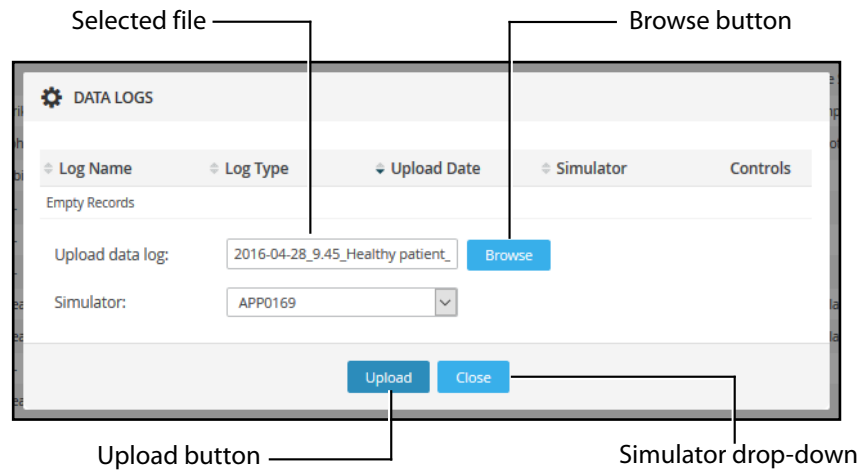 Selected file
Browse button
DATA LOGS
Log Name Log Type Upload Date Simulator Controls
Empty Records
Upload data log: 2016-04-28_9.45_Healthy patient_ Browse
Simulator: APP0169
Upload Close
Upload button
Simulator drop-down